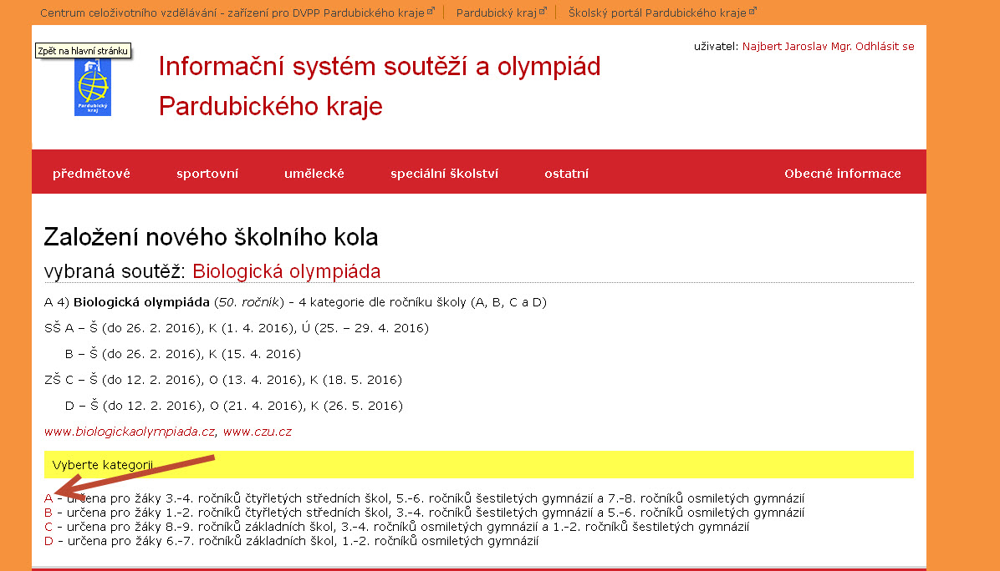 Centrum celoživotního vzdělávání - zařízení pro DVPP Pardubického kraje | Pardubický kraj | Školský portál Pardubického kraje
uživatel: Najbert Jaroslav Mgr. Odhlásit se
Zpět na hlavní stránku
Pardubický
kraj
Informační systém soutěží a olympiád
Pardubického kraje
předmětové sportovní umělecké speciální školství ostatní Obecné informace
Založení nového školního kola
vybraná soutěž: Biologická olympiáda
A 4) Biologická olympiáda (50. ročník) – 4 kategorie dle ročníku školy (A, B, C a D)
SŠ A – Š (do 26. 2. 2016), K (1. 4. 2016), Ú (25. – 29. 4. 2016)
B – Š (do 26. 2. 2016), K (15. 4. 2016)
ZŠ C – Š (do 12. 2. 2016), O (13. 4. 2016), K (18. 5. 2016)
D – Š (do 12. 2. 2016), O (21. 4. 2016), K (26. 5. 2016)
www.biologickaolympiada.cz, www.czu.cz
Vyberte kategorii
A - určena pro žáky 3.-4. ročníků čtyřletých středních škol, 5.-6. ročníků šestiletých gymnázií a 7.-8. ročníků osmiletých gymnázií
B - určena pro žáky 1.-2. ročníků čtyřletých středních škol, 3.-4. ročníků šestiletých gymnázií a 5.-6. ročníků osmiletých gymnázií
C - určena pro žáky 8.-9. ročníků základních škol, 3.-4. ročníků osmiletých gymnázií a 1.-2. ročníků šestiletých gymnázií
D - určena pro žáky 6.-7. ročníků základních škol, 1.-2. ročníků osmiletých gymnázií